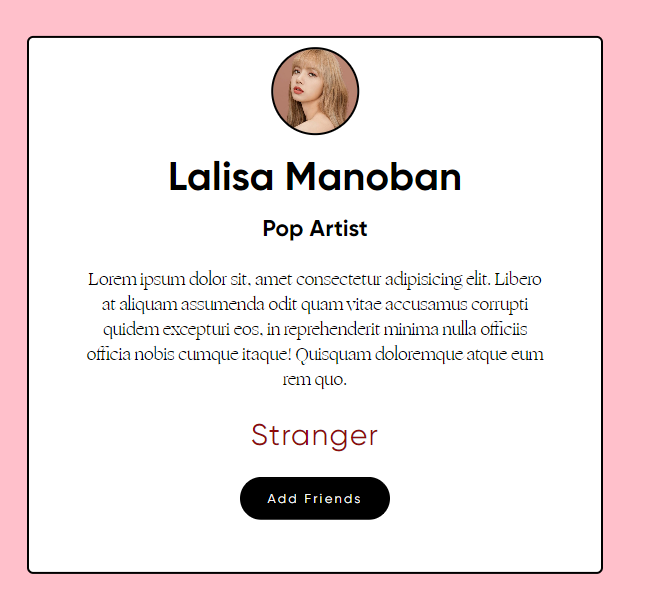 Lalisa Manoban
Pop Artist
Lorem ipsum dolor sit, amet consectetur adipisicing elit. Libero
at aliquam assumenda odit quam vitae accusamus corrupti
quidem excepturi eos, in reprehenderit minima nulla officiis
officia nobis cumque itaque! Quisquam doloremque atque eum
rem quo.
Stranger
Add Friends